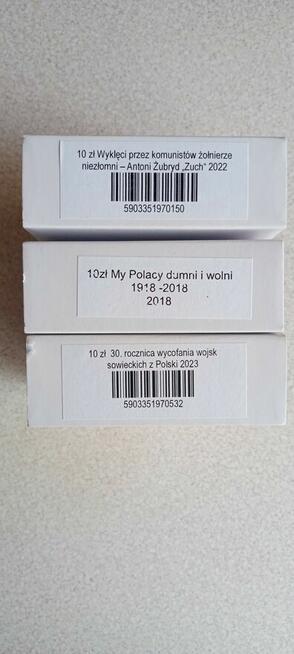 10 zł Wyklęci przez komunistów żołnierze
niezłomni – Antoni Żubryd „Zuch" 2022
5903351970150
10zł My Polacy dumni i wolni
1918 -2018
2018
10 zł 30. rocznica wycofania wojsk
sowieckich z Polski 2023
5903351970532